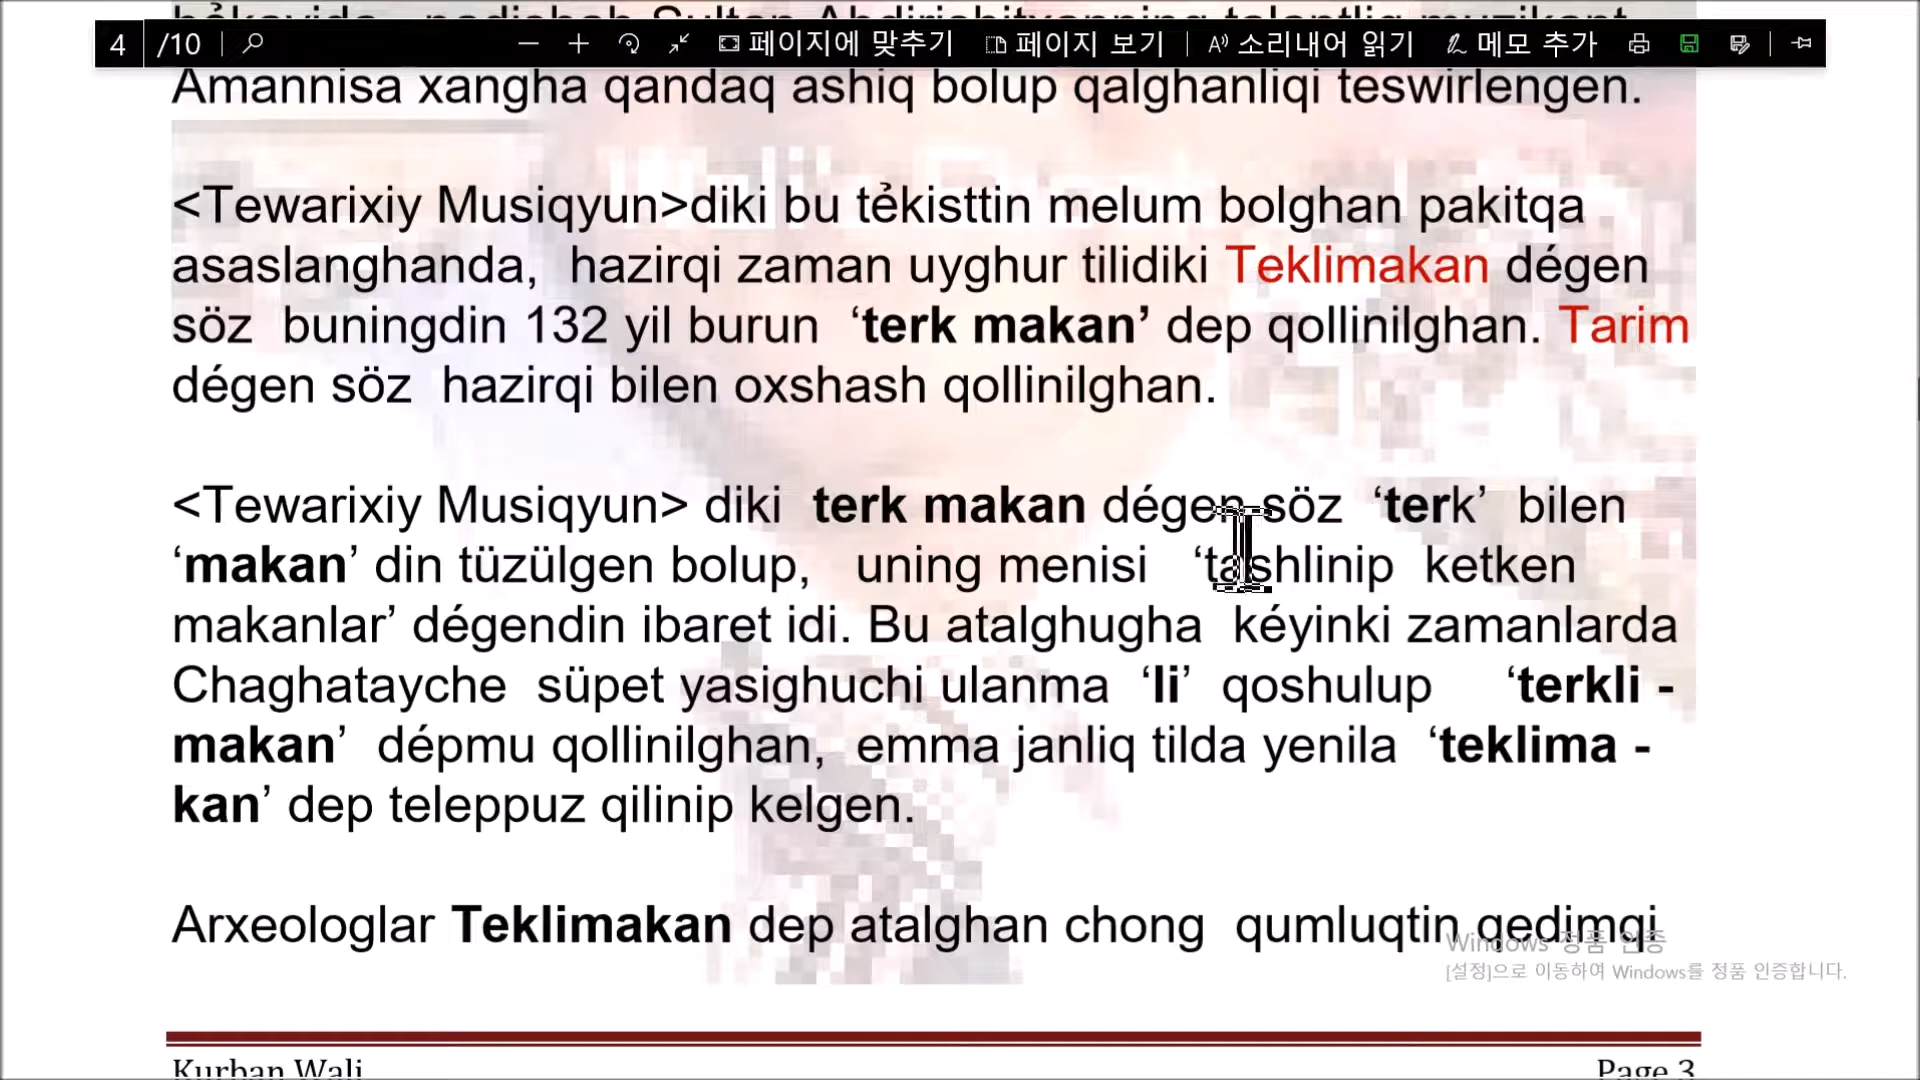 4 /10 페이지에 맞추기 페이지 보기 소리내어 읽기 메모 추가
Amannisa xangha qandaq ashiq bolup qalghanliqi teswirlengen.
<Tewarixiy Musiqyun>diki bu tẻkisttin melum bolghan pakitqa
asaslanghanda, hazirqi zaman uyghur tilidiki Teklimakan dégen
söz buningdin 132 yil burun ‘terk makan’ dep qollinilghan. Tarim
dégen söz hazirqi bilen oxshash qollinilghan.
<Tewarixiy Musiqyun> diki terk makan dégen söz ‘terk’ bilen
‘makan’ din tüzülgen bolup, uning menisi ‘tashlinip ketken
makanlar’ dégendin ibaret idi. Bu atalghugha kéyinki zamanlarda
Chaghatayche süpet yasighuchi ulanma ‘li’ qoshulup ‘terkli -
makan’ dépmu qollinilghan, emma janliq tilda yenila ‘teklima -
kan’ dep teleppuz qilinip kelgen.
Arxeologlar Teklimakan dep atalghan chong qumluqtin qedimqi
Windows 정품 인증
[설정]으로 이동하여 Windows를 정품 인증합니다.
Kurban Wali Page 3